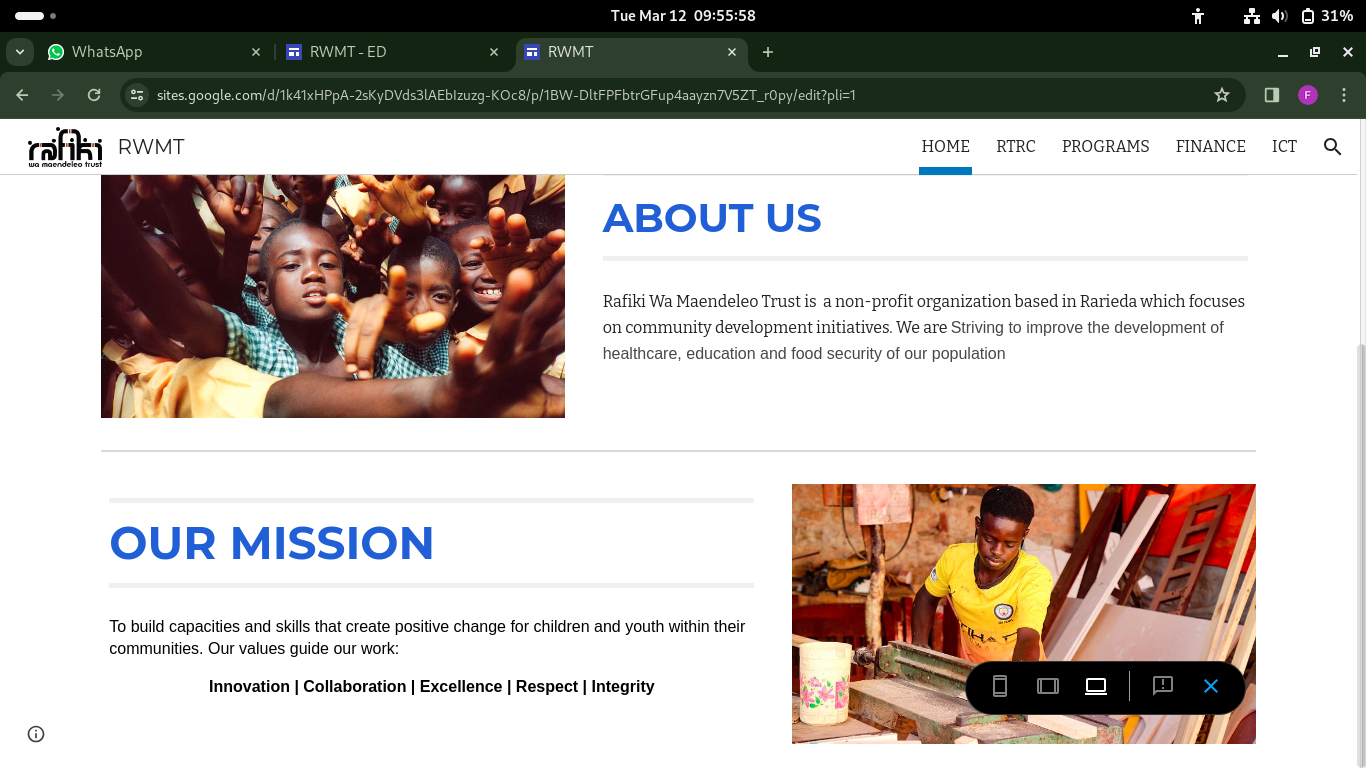 Tue Mar 12 09:55:58
31%
WhatsApp
RWMT - ED
RWMT
sites.google.com/d/1k41xHPpA-2sKyDVds3lAEbIzuzg-KOc8/p/1BW-DltFPFbtrGFup4aayzn7V5ZT_r0py/edit?pli=1
F
rafiki
wa maendeleo trust
RWMT
HOME
RTRC
PROGRAMS
FINANCE
ICT
ABOUT US
Rafiki Wa Maendeleo Trust is a non-profit organization based in Rarieda which focuses
on community development initiatives. We are Striving to improve the development of
healthcare, education and food security of our population
OUR MISSION
To build capacities and skills that create positive change for children and youth within their
communities. Our values guide our work:
Innovation | Collaboration | Excellence | Respect | Integrity